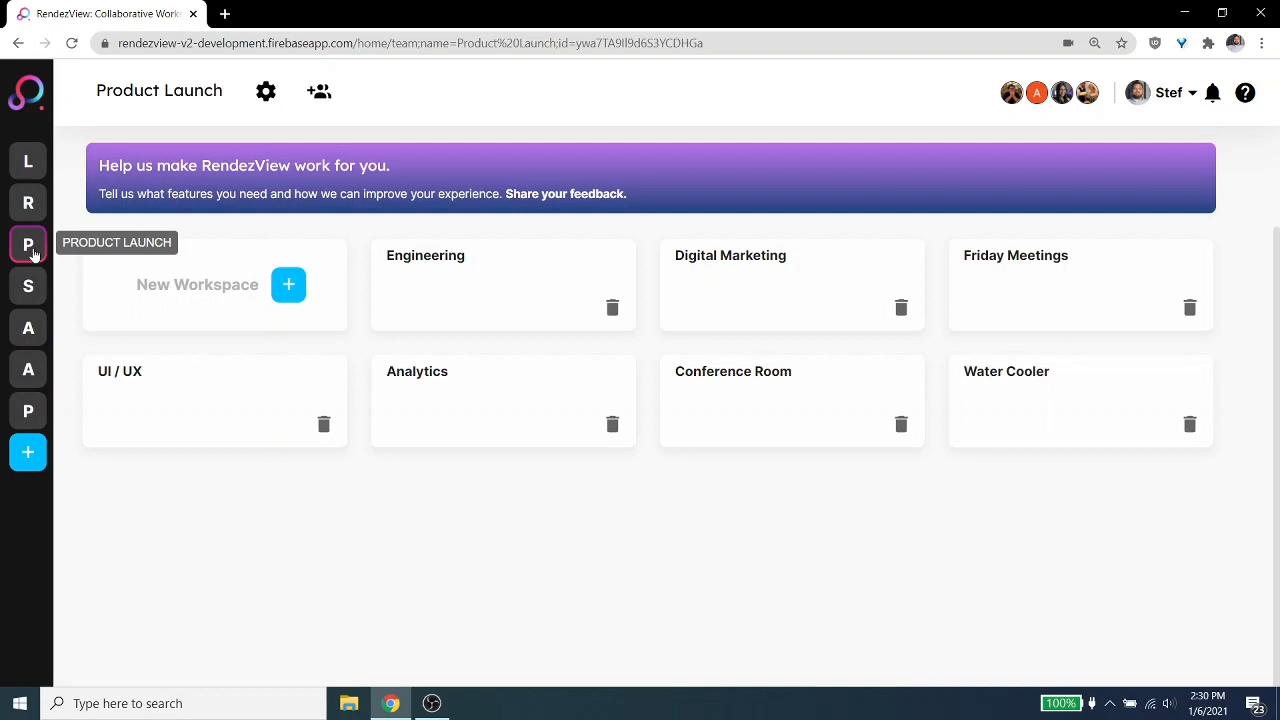 RendezView: Collaborative Works
rendezview-v2-development.firebaseapp.com/home/team;name=Product%20Launch;id=ywa7TA9Il9d6S3YCDHGa
Product Launch
A
Stef
Help us make RendezView work for you.
Tell us what features you need and how we can improve your experience. Share your feedback.
L
R
P
PRODUCT LAUNCH
S
A
A
P
+
New Workspace +
Engineering
Digital Marketing
Friday Meetings
UI / UX
Analytics
Conference Room
Water Cooler
Type here to search
100%
2:30 PM
1/6/2021
23